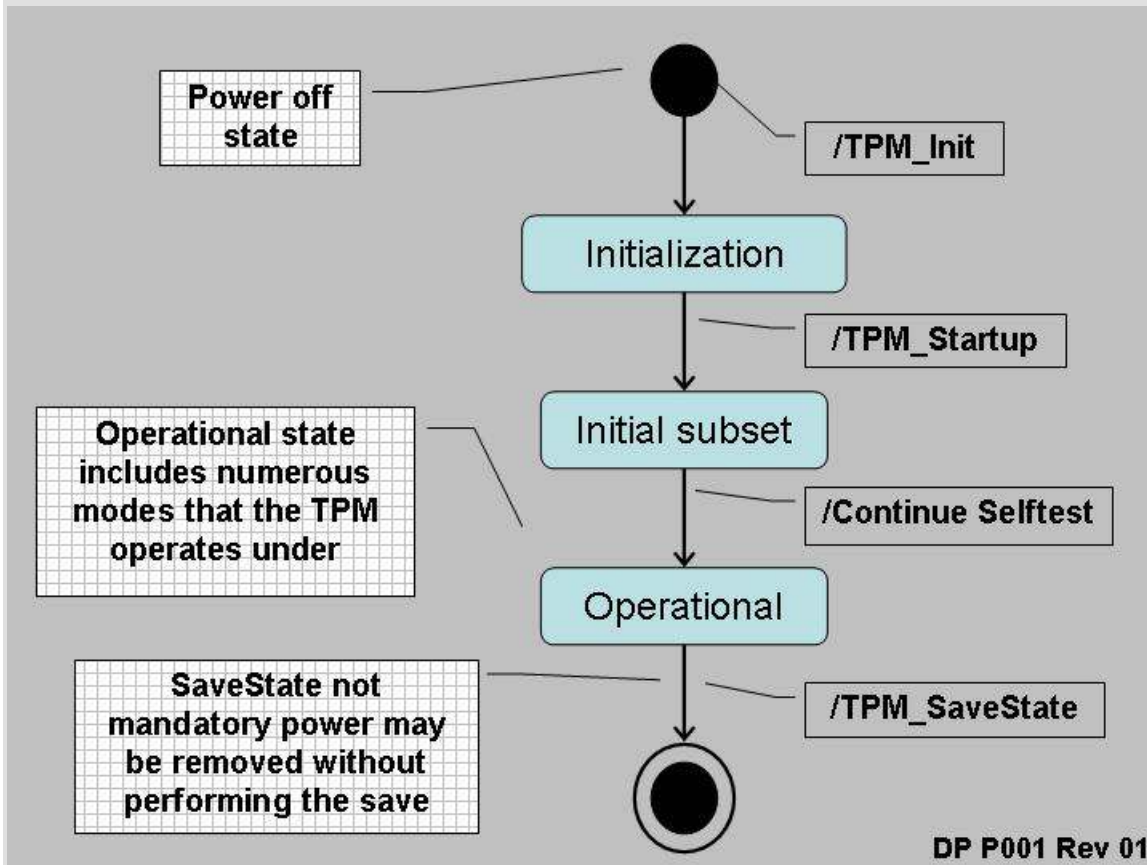 Power off
state
/TPM_Init
Initialization
/TPM_Startup
Operational state
includes numerous
modes that the TPM
operates under
Initial subset
/Continue Selftest
Operational
SaveState not
mandatory power may
be removed without
performing the save
/TPM_SaveState
DP P001 Rev 01